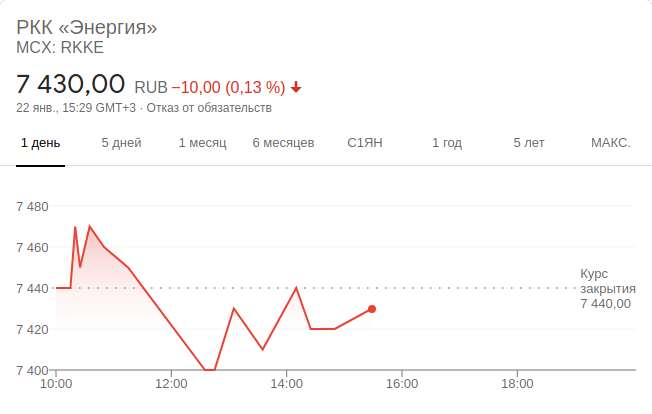 РКК «Энергия»
MCX: RKKE
7 430,00 RUB −10,00 (0,13 %)
22 янв., 15:29 GMT+3 · Отказ от обязательств
1 день 5 дней 1 месяц 6 месяцев С1ЯН 1 год 5 лет МАКС.
7 480
7 460
7 440
7 420
7 400
Курс
закрытия
7 440,00
10:00 12:00 14:00 16:00 18:00